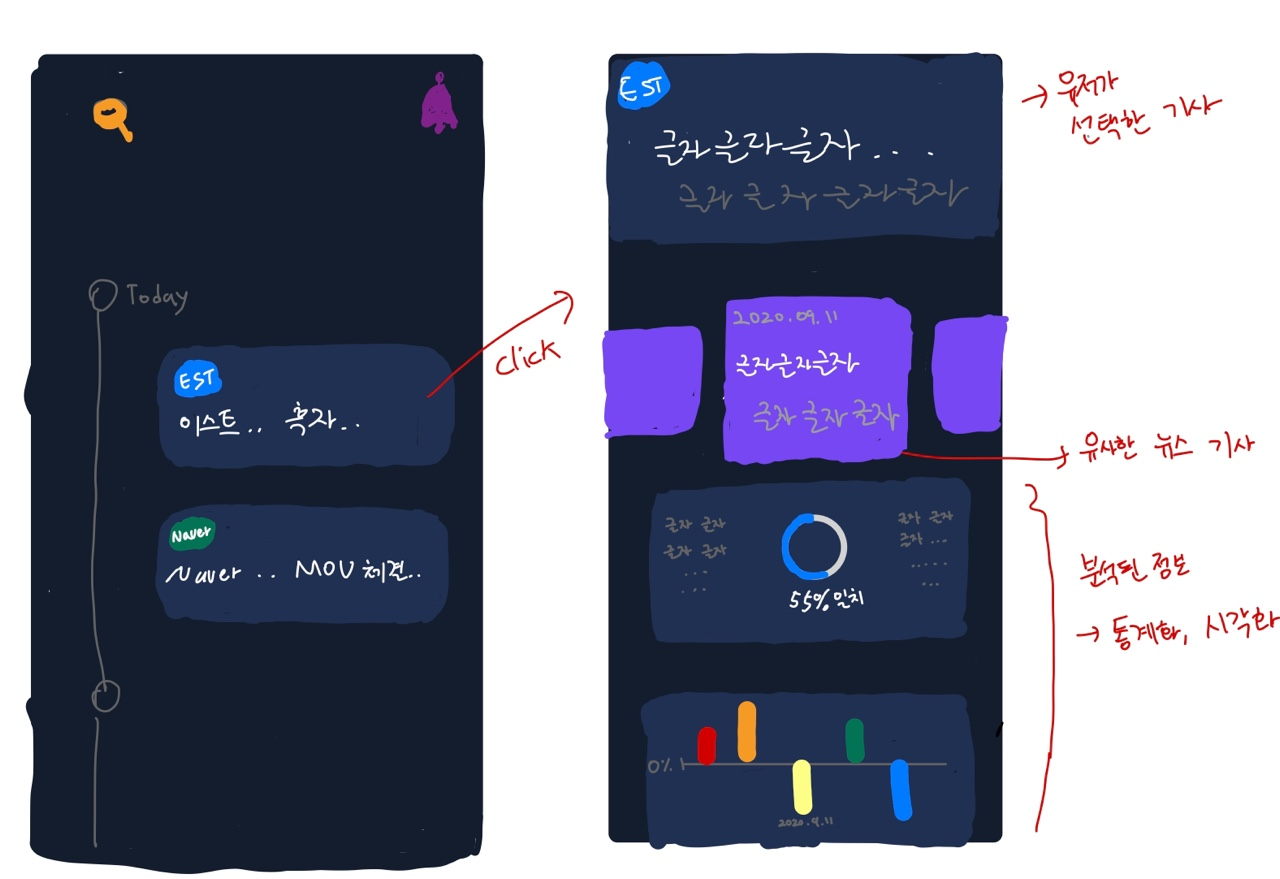 Today
EST
이스트.. 흑자..
Naver
Naver .. MOU 체결..
click
EST
글자글자글자 ...
글자글자글자글자
→ 유저가
선택한 기사
2020.09.11
글자글자글자
글자글자글자
→ 유사한 뉴스 기사
글자 글자
글자 글자
...
...
55% 일치
글자 글자
글자 ...
.....
...
분석된 정보
→ 통계화, 시각화
0%
2020.9.11